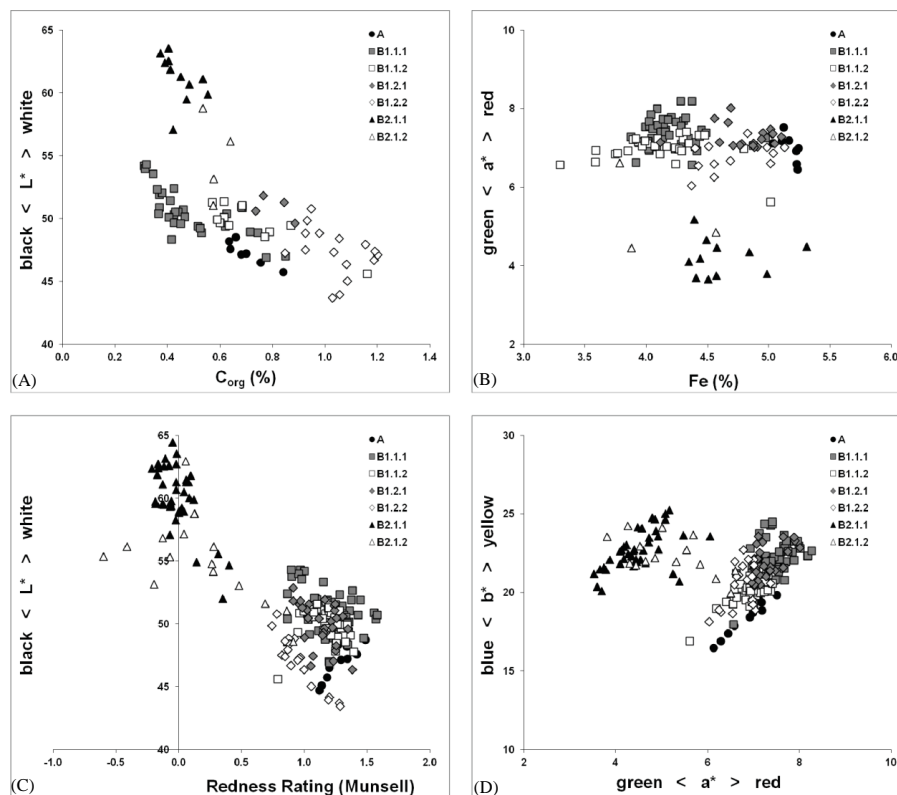 65
60
55
50
45
40
0.0 0.2 0.4 0.6 0.8 1.0 1.2 1.4
black < L* > white
C_org (%)
A
B1.1.1
B1.1.2
B1.2.1
B1.2.2
B2.1.1
B2.1.2
(A)
10
8
6
4
2
3.0 3.5 4.0 4.5 5.0 5.5 6.0
green < a* > red
Fe (%)
A
B1.1.1
B1.1.2
B1.2.1
B1.2.2
B2.1.1
B2.1.2
(B)
65
60
55
50
45
40
-1.0 -0.5 0.0 0.5 1.0 1.5 2.0
black < L* > white
Redness Rating (Munsell)
A
B1.1.1
B1.1.2
B1.2.1
B1.2.2
B2.1.1
B2.1.2
(C)
30
25
20
15
10
2 4 6 8 10
blue < b* > yellow
green < a* > red
A
B1.1.1
B1.1.2
B1.2.1
B1.2.2
B2.1.1
B2.1.2
(D)